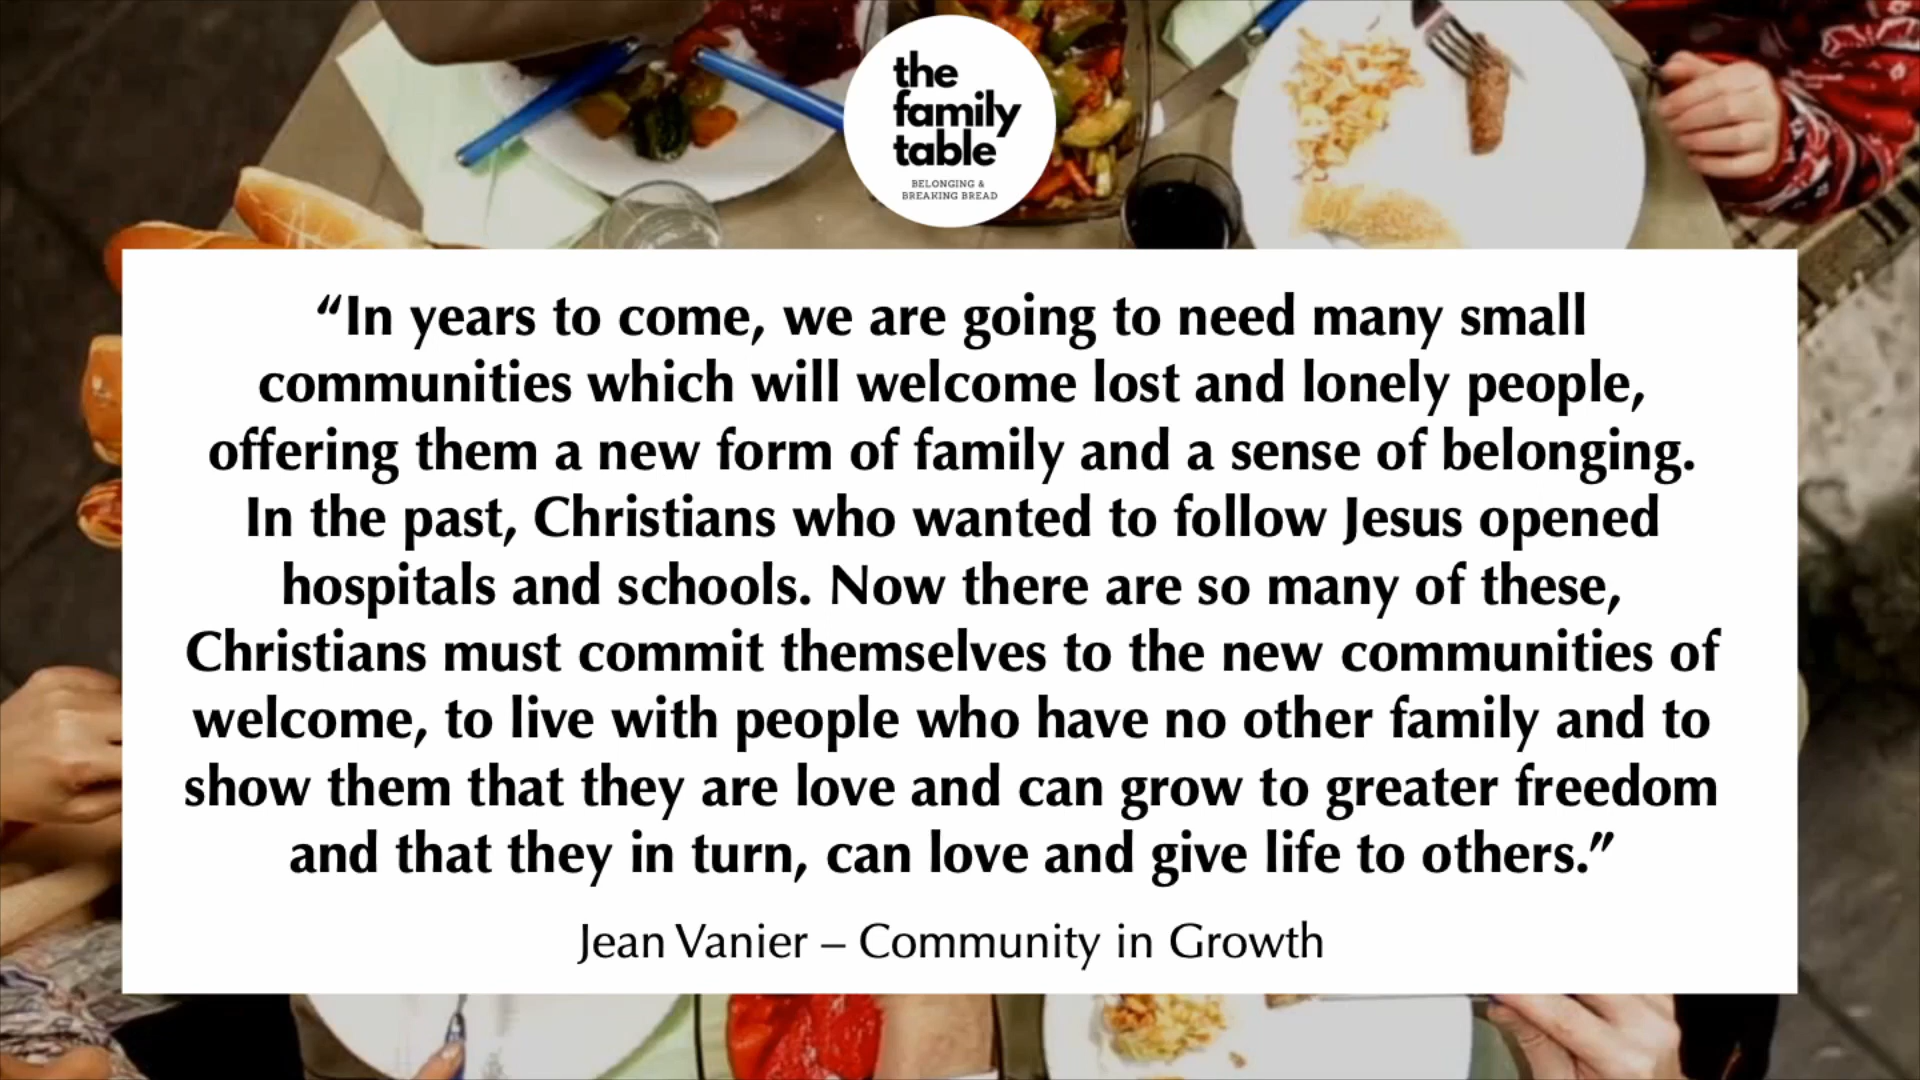 the
family
table
BELONGING &
BREAKING BREAD
“In years to come, we are going to need many small
communities which will welcome lost and lonely people,
offering them a new form of family and a sense of belonging.
In the past, Christians who wanted to follow Jesus opened
hospitals and schools. Now there are so many of these,
Christians must commit themselves to the new communities of
welcome, to live with people who have no other family and to
show them that they are love and can grow to greater freedom
and that they in turn, can love and give life to others.”
Jean Vanier – Community in Growth